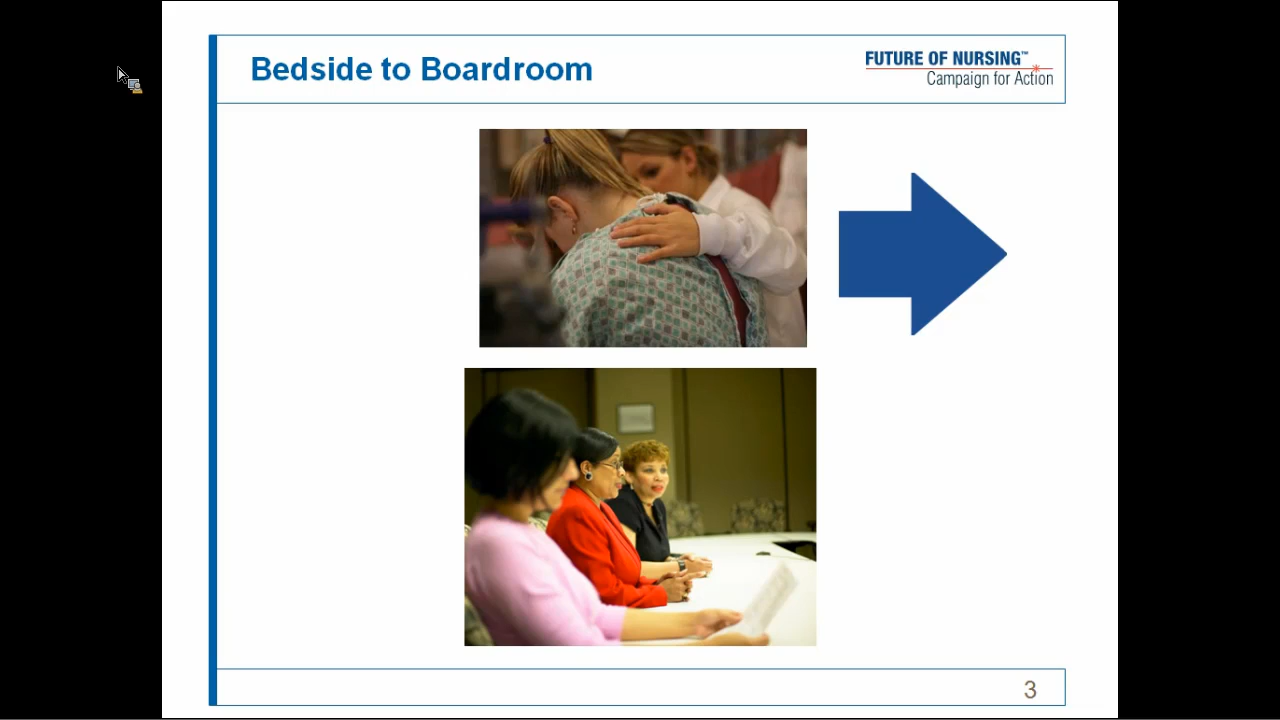 Bedside to Boardroom
FUTURE OF NURSING™
Campaign for Action
3